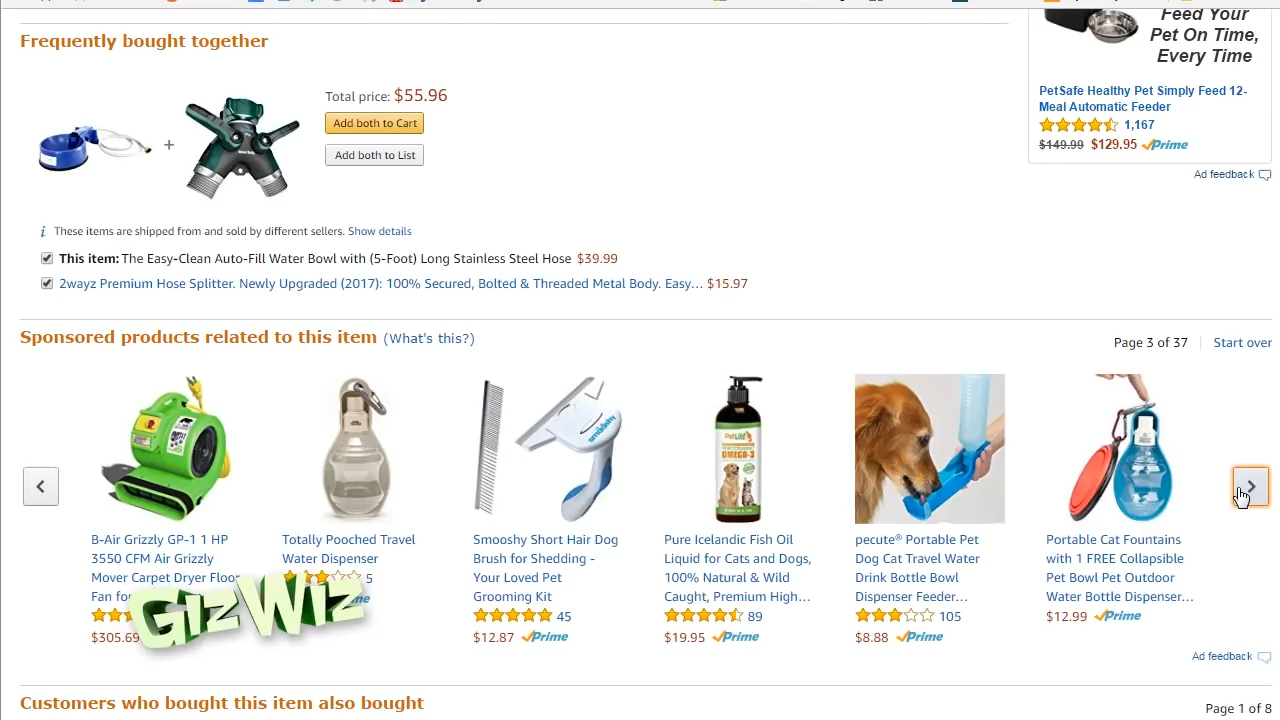 Frequently bought together
Total price: $55.96
Add both to Cart
Add both to List
i These items are shipped from and sold by different sellers. Show details
This item: The Easy-Clean Auto-Fill Water Bowl with (5-Foot) Long Stainless Steel Hose $39.99
2wayz Premium Hose Splitter. Newly Upgraded (2017): 100% Secured, Bolted & Threaded Metal Body. Easy… $15.97
Feed Your
Pet On Time,
Every Time
PetSafe Healthy Pet Simply Feed 12-
Meal Automatic Feeder
1,167
$149.99 $129.95 Prime
Ad feedback
Sponsored products related to this item (What's this?)
Page 3 of 37 Start over
B-Air Grizzly GP-1 1 HP
3550 CFM Air Grizzly
Mover Carpet Dryer Floor
Fan for
$305.69
Totally Pooched Travel
Water Dispenser
5
GizWiz
smooshy
Smooshy Short Hair Dog
Brush for Shedding -
Your Loved Pet
Grooming Kit
45
$12.87 Prime
OMEGA-3
Pure Icelandic Fish Oil
Liquid for Cats and Dogs,
100% Natural & Wild
Caught, Premium High…
89
$19.95 Prime
pecute® Portable Pet
Dog Cat Travel Water
Drink Bottle Bowl
Dispenser Feeder…
105
$8.88 Prime
Portable Cat Fountains
with 1 FREE Collapsible
Pet Bowl Pet Outdoor
Water Bottle Dispenser…
$12.99 Prime
Ad feedback
Customers who bought this item also bought
Page 1 of 8